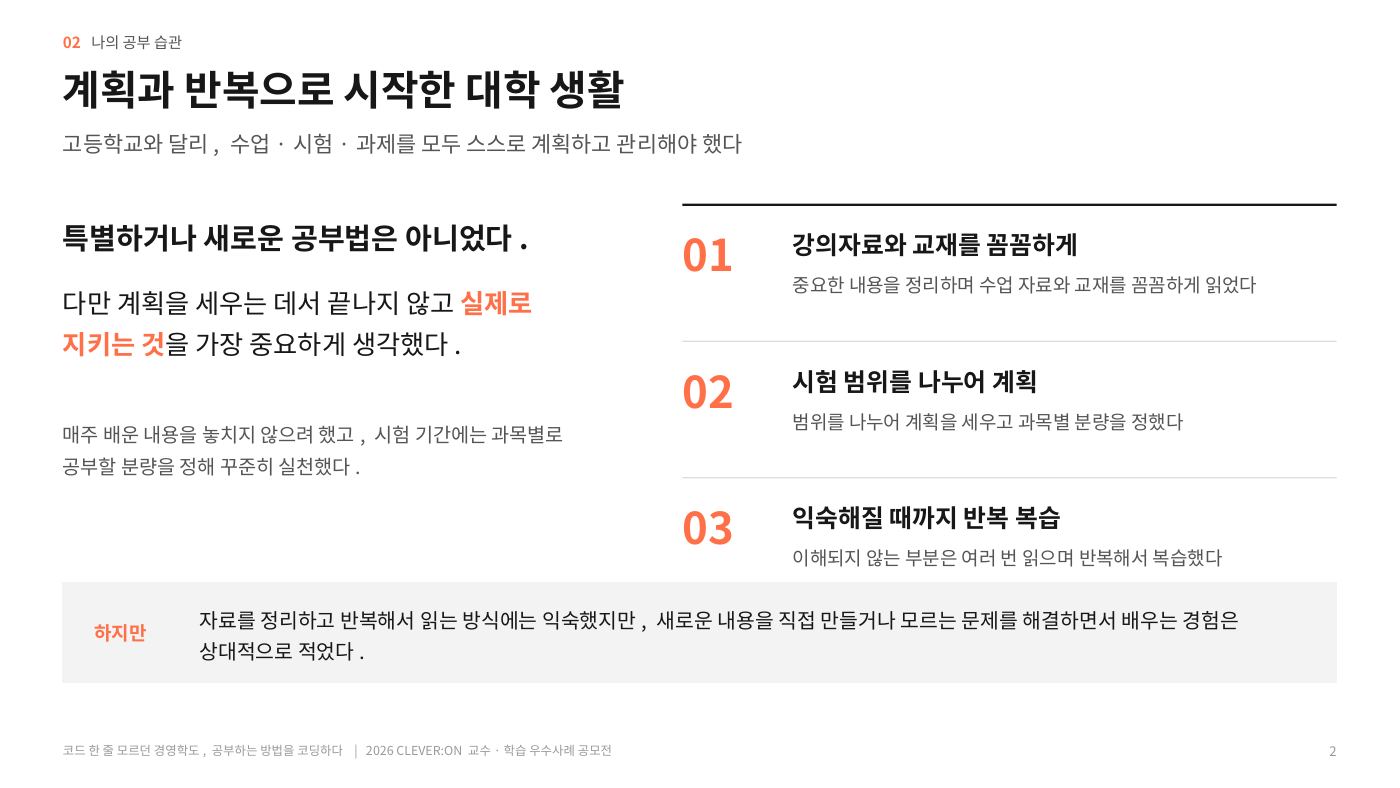 02 나의 공부 습관
계획과 반복으로 시작한 대학 생활
고등학교와 달리 , 수업 · 시험 · 과제를 모두 스스로 계획하고 관리해야 했다
특별하거나 새로운 공부법은 아니었다 .
다만 계획을 세우는 데서 끝나지 않고 실제로
지키는 것을 가장 중요하게 생각했다 .
매주 배운 내용을 놓치지 않으려 했고 , 시험 기간에는 과목별로
공부할 분량을 정해 꾸준히 실천했다 .
01 강의자료와 교재를 꼼꼼하게
중요한 내용을 정리하며 수업 자료와 교재를 꼼꼼하게 읽었다
02 시험 범위를 나누어 계획
범위를 나누어 계획을 세우고 과목별 분량을 정했다
03 익숙해질 때까지 반복 복습
이해되지 않는 부분은 여러 번 읽으며 반복해서 복습했다
하지만 자료를 정리하고 반복해서 읽는 방식에는 익숙했지만 , 새로운 내용을 직접 만들거나 모르는 문제를 해결하면서 배우는 경험은
상대적으로 적었다 .
코드 한 줄 모르던 경영학도 , 공부하는 방법을 코딩하다 | 2026 CLEVER:ON 교수 · 학습 우수사례 공모전 2